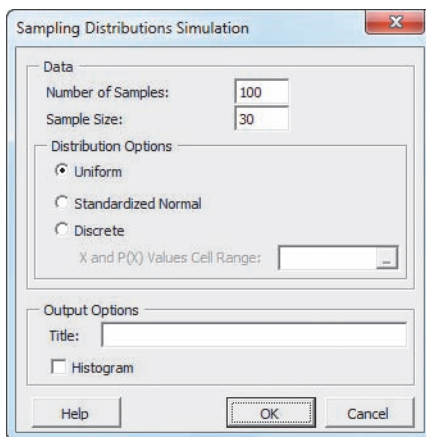 Sampling Distributions Simulation
Data
Number of Samples: 100
Sample Size: 30
Distribution Options
Uniform
Standardized Normal
Discrete
X and P(X) Values Cell Range: _
Output Options
Title:
Histogram
Help OK Cancel